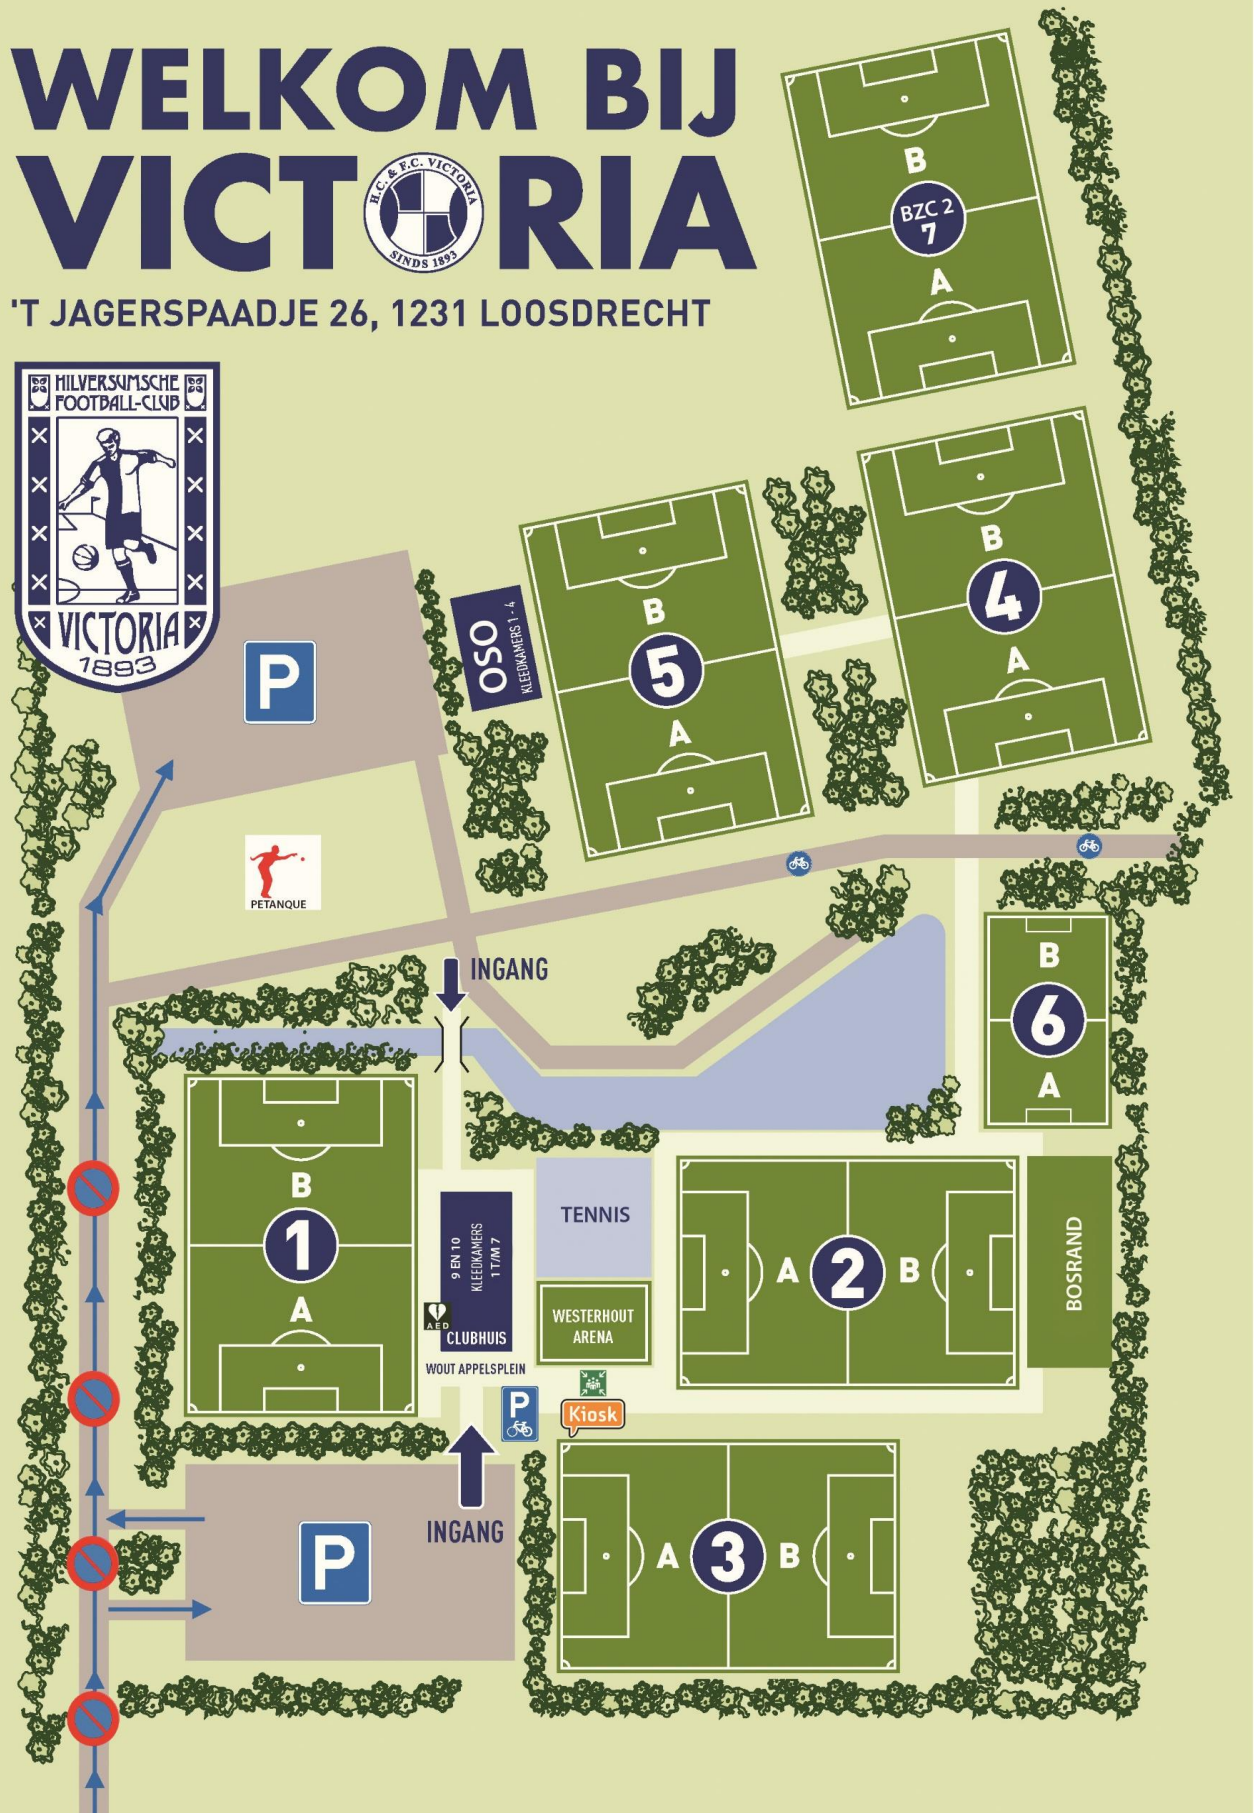 WELKOM BIJ
VICTORIA
H.C. & F.C. VICTORIA
SINDS 1893
'T JAGERSPAADJE 26, 1231 LOOSDRECHT
HILVERSUMSCHE
FOOTBALL-CLUB
VICTORIA
1893
B
BZC 2
7
A
B
4
A
B
5
A
OSO
KLEEDKAMERS 1 - 4
P
PETANQUE
INGANG
B
6
A
B
1
A
9 EN 10
KLEEDKAMERS
1 T/M 7
AED
CLUBHUIS
WOUT APPELSPLEIN
TENNIS
WESTERHOUT
ARENA
A 2 B
BOSRAND
P
Kiosk
INGANG
P
A 3 B